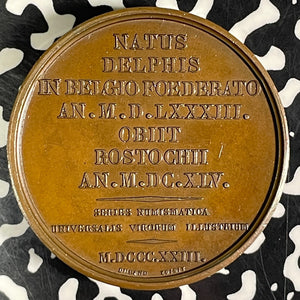 NATUS
DELPHIS
IN BELGIO FOEDERATO
AN. M. D. LXXXIII.
OBIIT
ROSTOCHII
AN. M. DC. XLV.
SERIES NUMISMATICA
UNIVERSALIS VIRORUM ILLUSTRIUM
M. DCCC. XXIII.
DURAND